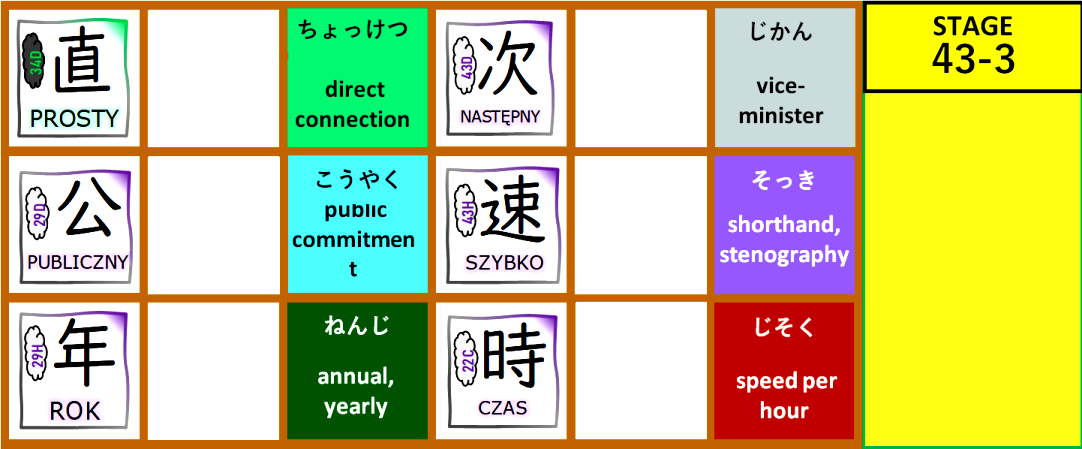 34D
直
PROSTY
ちょっけつ
direct
connection
43D
次
NASTĘPNY
じかん
vice-
minister
STAGE
43-3
29D
公
PUBLICZNY
こうやく
public
commitmen
t
43H
速
SZYBKO
そっき
shorthand,
stenography
29H
年
ROK
ねんじ
annual,
yearly
22C
時
CZAS
じそく
speed per
hour